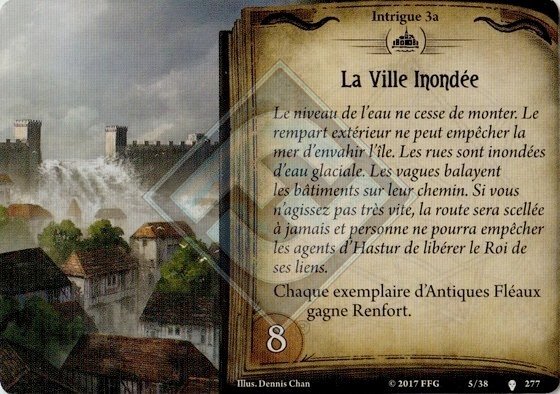 Intrigue 3a
La Ville Inondée
Le niveau de l'eau ne cesse de monter. Le
rempart extérieur ne peut empêcher la
mer d'envahir l'île. Les rues sont inondées
d'eau glaciale. Les vagues balayent
les bâtiments sur leur chemin. Si vous
n'agissez pas très vite, la route sera scellée
à jamais et personne ne pourra empêcher
les agents d'Hastur de libérer le Roi de
ses liens.
Chaque exemplaire d'Antiques Fléaux
gagne Renfort.
8
Illus. Dennis Chan
© 2017 FFG
5/38
277